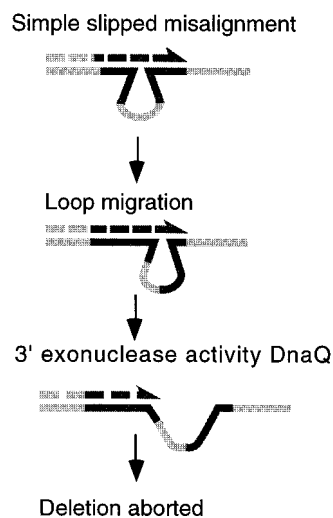 Simple slipped misalignment
Loop migration
3' exonuclease activity DnaQ
Deletion aborted